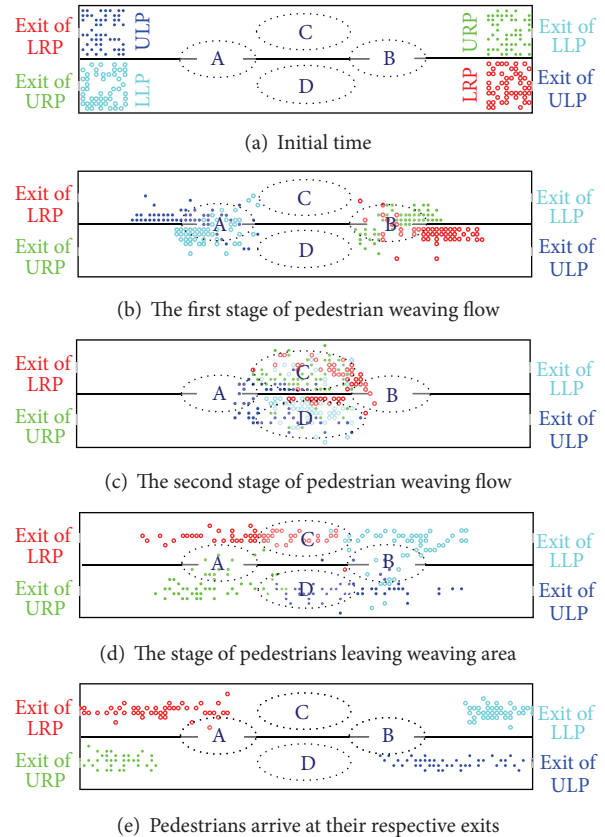 Exit of LRP ULP C URP Exit of LLP
A B
Exit of URP LLP D LRP Exit of ULP
(a) Initial time
Exit of LRP C Exit of LLP
A B
Exit of URP D Exit of ULP
(b) The first stage of pedestrian weaving flow
Exit of LRP C Exit of LLP
A B
Exit of URP D Exit of ULP
(c) The second stage of pedestrian weaving flow
Exit of LRP C Exit of LLP
A B
Exit of URP D Exit of ULP
(d) The stage of pedestrians leaving weaving area
Exit of LRP C Exit of LLP
A B
Exit of URP D Exit of ULP
(e) Pedestrians arrive at their respective exits